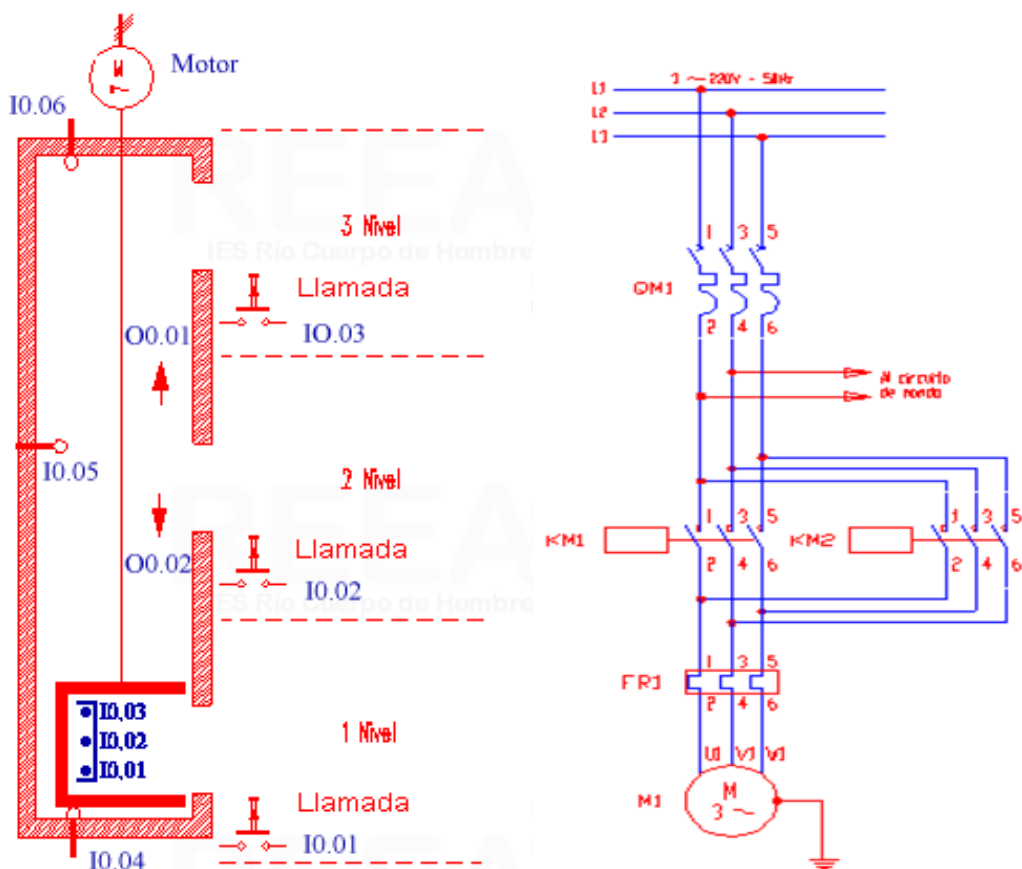 M
Motor
I0.06
REEA
3 Nivel
IES Río Cuerpo de Hombre
Llamada
O0.01
IO.03
I0.05
2 Nivel
REEA
Llamada
O0.02
I0.02
IES Río Cuerpo de Hombre
I0,03
I0,02
I0,01
1 Nivel
Llamada
I0.04
I0.01
REEA
3 ~ 220V - 50Hz
L1
L2
L3
1 3 5
QM1
2 4 6
Al circuito
de mando
1 3 5
1 3 5
KM1
KM2
2 4 6
2 4 6
1 3 5
FR1
2 4 6
U1 V1 W1
M1
M
3 ~